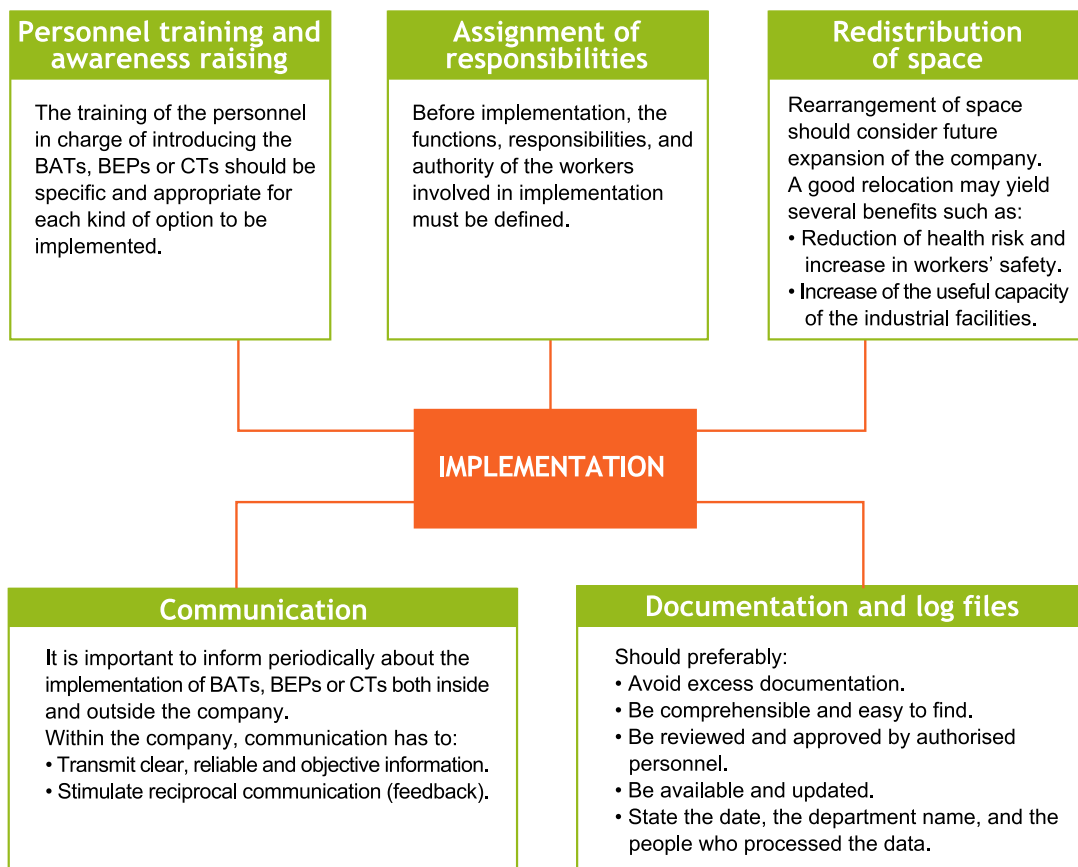 Personnel training and
awareness raising
The training of the personnel
in charge of introducing the
BATs, BEPs or CTs should be
specific and appropriate for
each kind of option to be
implemented.
Assignment of
responsibilities
Before implementation, the
functions, responsibilities, and
authority of the workers
involved in implementation
must be defined.
Redistribution
of space
Rearrangement of space
should consider future
expansion of the company.
A good relocation may yield
several benefits such as:
• Reduction of health risk and
increase in workers’ safety.
• Increase of the useful capacity
of the industrial facilities.
IMPLEMENTATION
Communication
It is important to inform periodically about the
implementation of BATs, BEPs or CTs both inside
and outside the company.
Within the company, communication has to:
• Transmit clear, reliable and objective information.
• Stimulate reciprocal communication (feedback).
Documentation and log files
Should preferably:
• Avoid excess documentation.
• Be comprehensible and easy to find.
• Be reviewed and approved by authorised
personnel.
• Be available and updated.
• State the date, the department name, and the
people who processed the data.